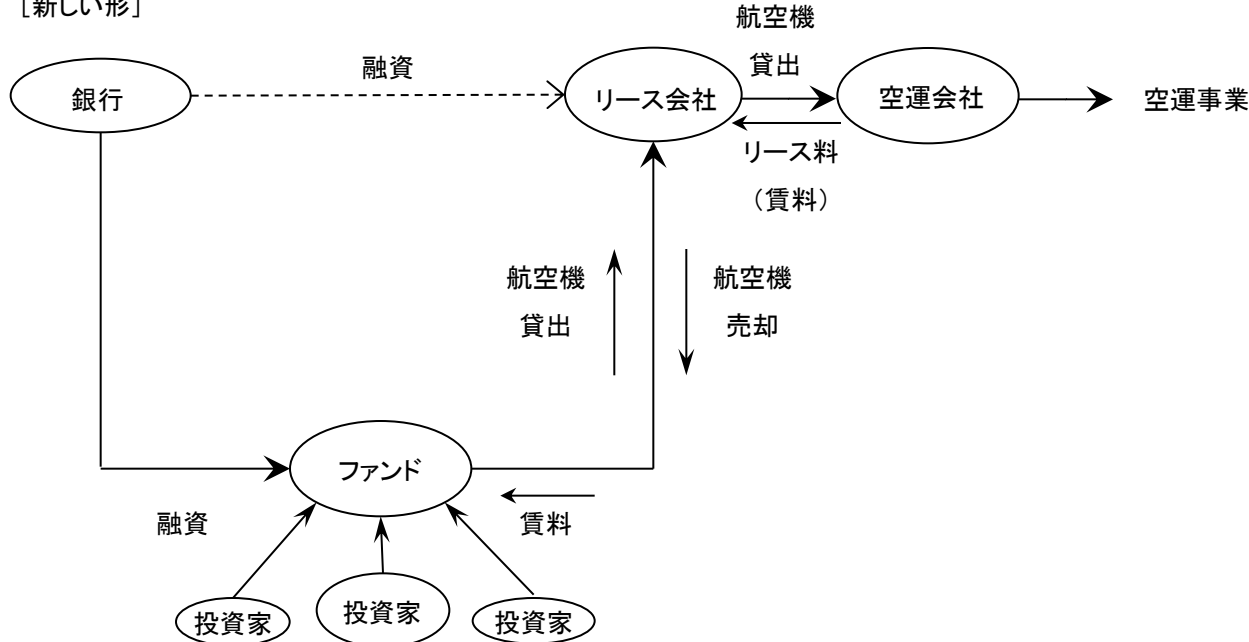 ［新しい形］
航空機
貸出
融資
銀行
リース会社
空運会社
空運事業
リース料
（賃料）
航空機
貸出
航空機
売却
ファンド
融資
賃料
投資家
投資家
投資家